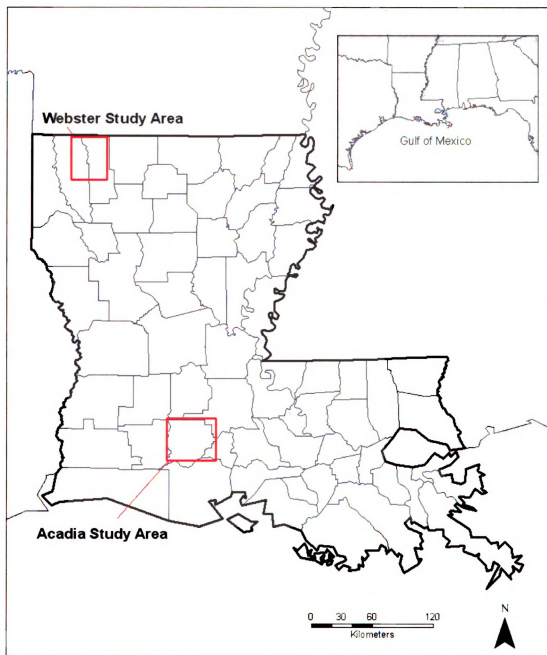 Webster Study Area
Gulf of Mexico
Acadia Study Area
0 30 60 120
Kilometers
N